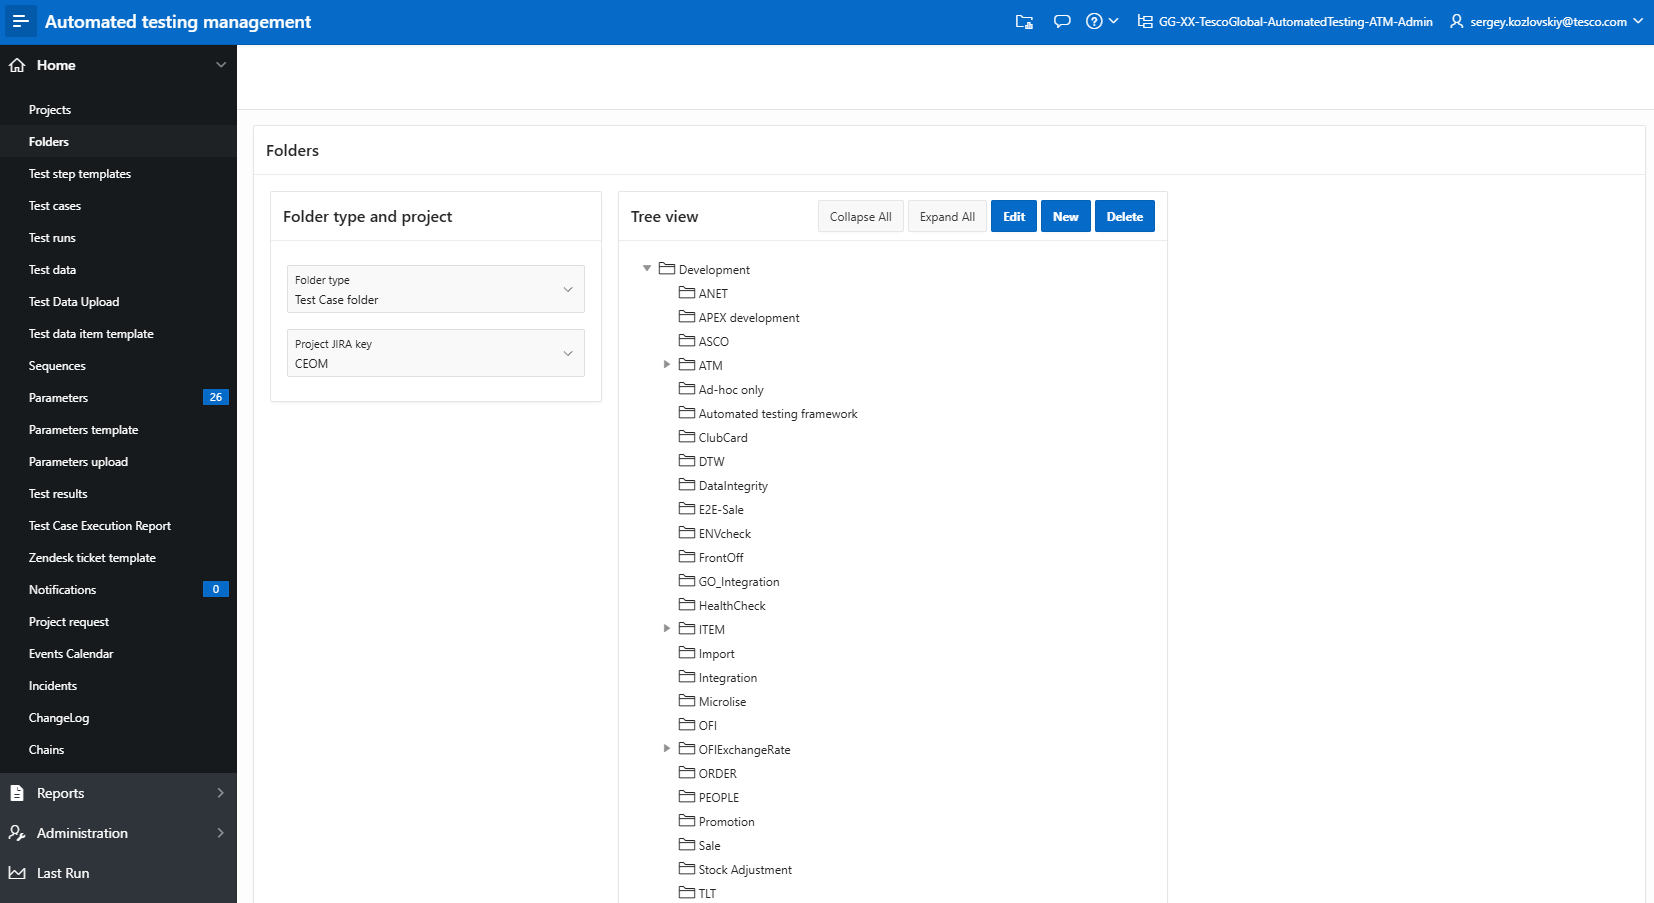 Automated testing management
GG-XX-TescoGlobal-AutomatedTesting-ATM-Admin
sergey.kozlovskiy@tesco.com
Home
Projects
Folders
Test step templates
Test cases
Test runs
Test data
Test Data Upload
Test data item template
Sequences
Parameters 26
Parameters template
Parameters upload
Test results
Test Case Execution Report
Zendesk ticket template
Notifications 0
Project request
Events Calendar
Incidents
ChangeLog
Chains
Reports
Administration
Last Run
Folders
Folder type and project
Folder type
Test Case folder
Project JIRA key
CEOM
Tree view
Collapse All
Expand All
Edit
New
Delete
Development
ANET
APEX development
ASCO
ATM
Ad-hoc only
Automated testing framework
ClubCard
DTW
DataIntegrity
E2E-Sale
ENVcheck
FrontOff
GO_Integration
HealthCheck
ITEM
Import
Integration
Microlise
OFI
OFIExchangeRate
ORDER
PEOPLE
Promotion
Sale
Stock Adjustment
TLT